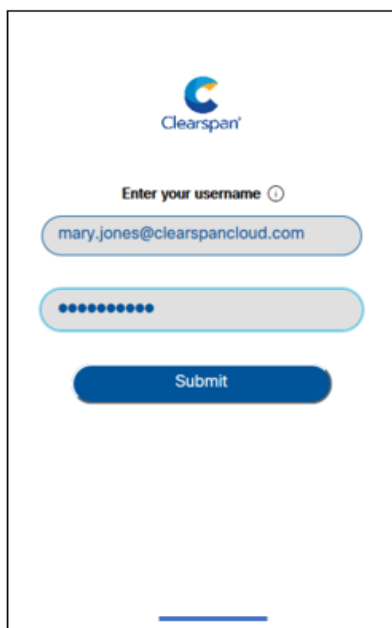 Clearspan®
Enter your username ⓘ
mary.jones@clearspancloud.com
●●●●●●●●●●
Submit